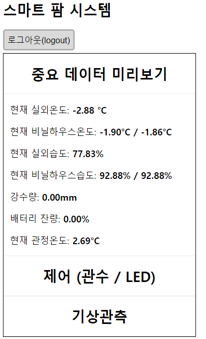 스마트 팜 시스템
로그아웃(logout)
중요 데이터 미리보기
현재 실외온도: -2.88 °C
현재 비닐하우스온도: -1.90°C / -1.86°C
현재 실외습도: 77.83%
현재 비닐하우스습도: 92.88% / 92.88%
강수량: 0.00mm
배터리 잔량: 0.00%
현재 관정온도: 2.69°C
제어 (관수 / LED)
기상관측